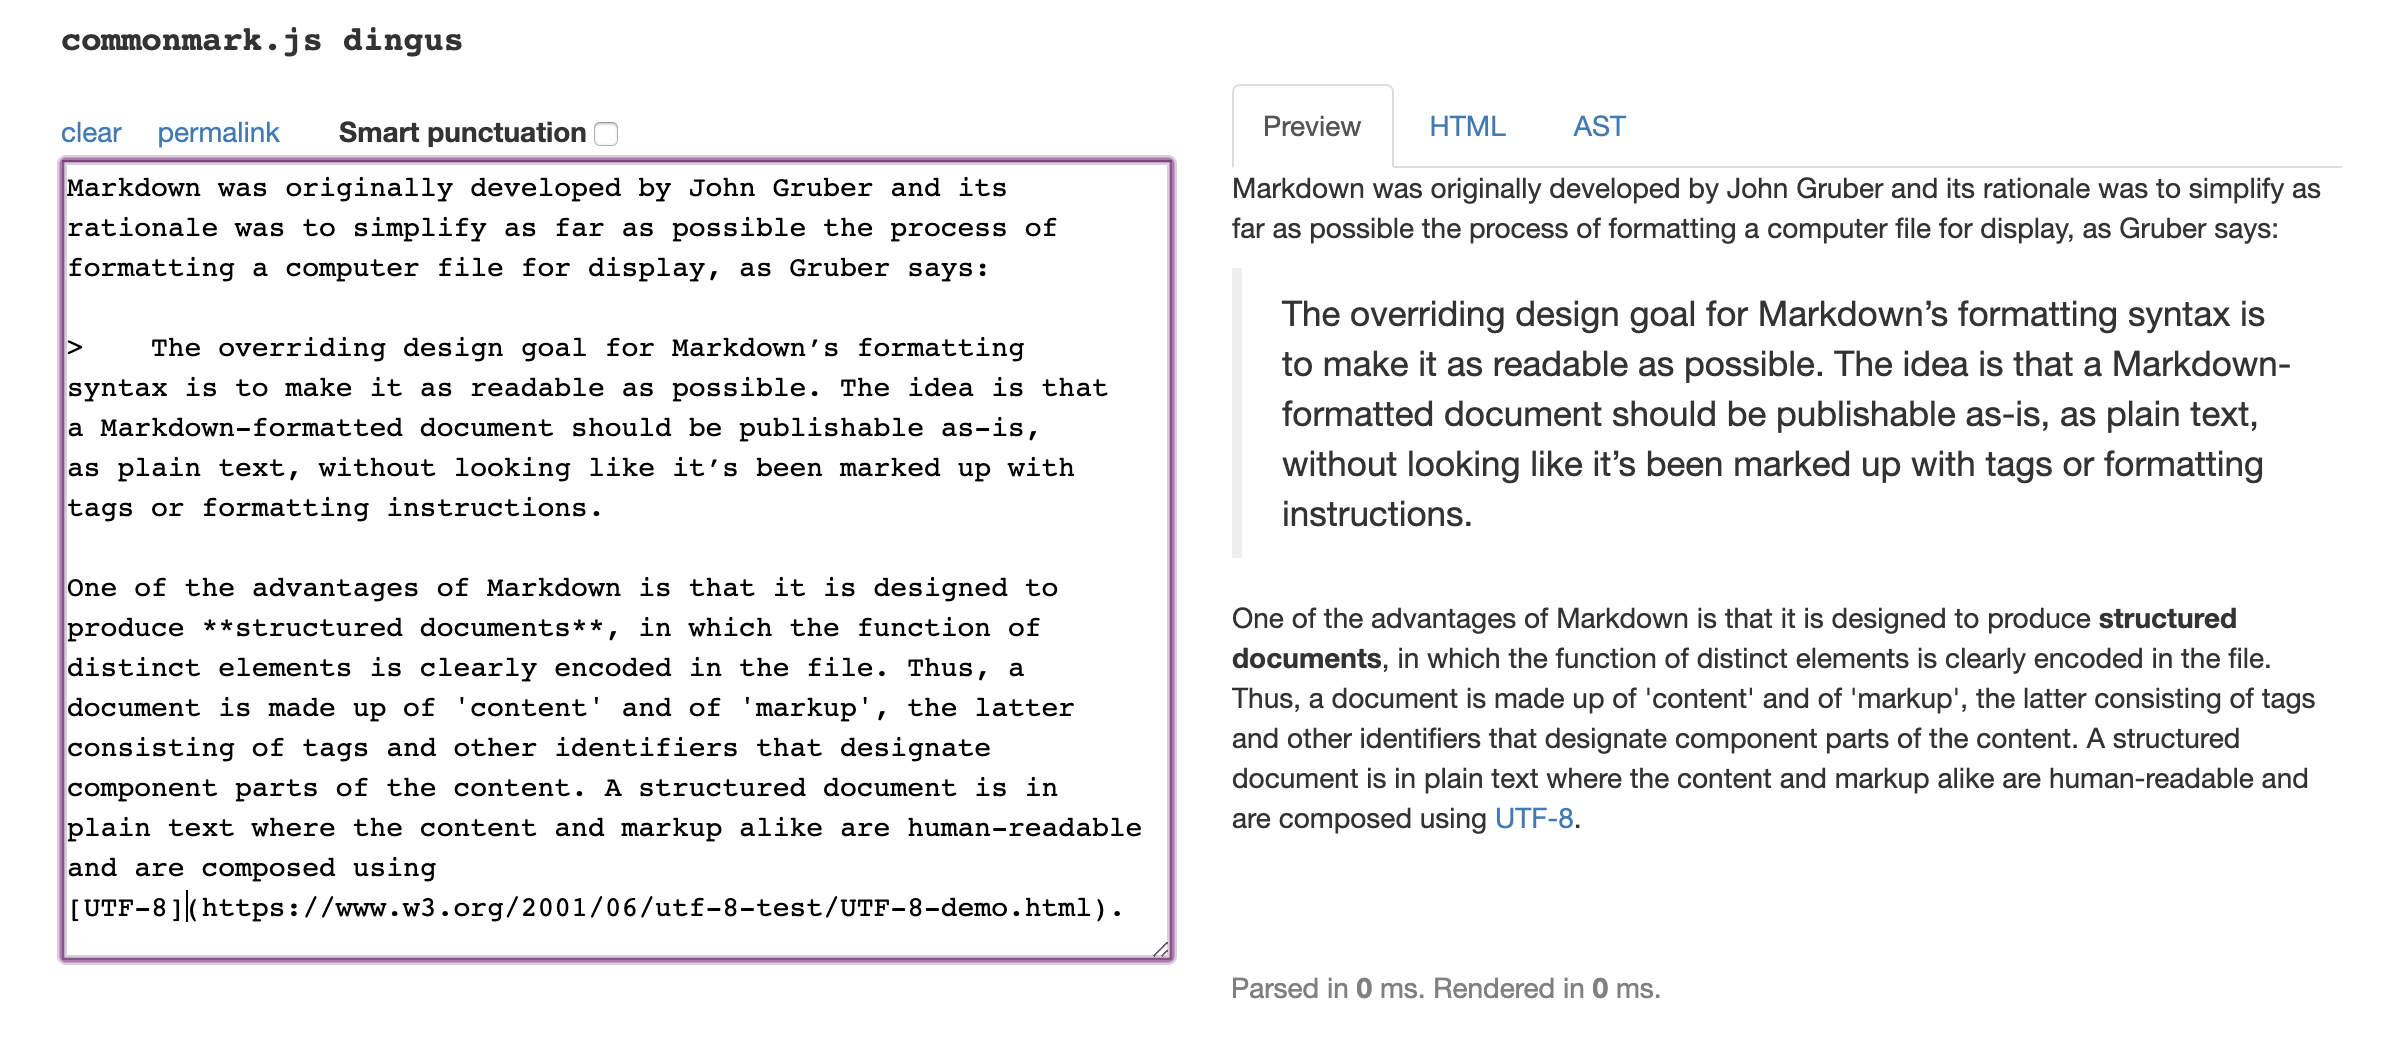 commonmark.js dingus
clear permalink Smart punctuation
Markdown was originally developed by John Gruber and its
rationale was to simplify as far as possible the process of
formatting a computer file for display, as Gruber says:
>     The overriding design goal for Markdown’s formatting
syntax is to make it as readable as possible. The idea is that
a Markdown-formatted document should be publishable as-is,
as plain text, without looking like it’s been marked up with
tags or formatting instructions.
One of the advantages of Markdown is that it is designed to
produce **structured documents**, in which the function of
distinct elements is clearly encoded in the file. Thus, a
document is made up of 'content' and of 'markup', the latter
consisting of tags and other identifiers that designate
component parts of the content. A structured document is in
plain text where the content and markup alike are human-readable
and are composed using
[UTF-8](https://www.w3.org/2001/06/utf-8-test/UTF-8-demo.html).
Preview HTML AST
Markdown was originally developed by John Gruber and its rationale was to simplify as
far as possible the process of formatting a computer file for display, as Gruber says:
The overriding design goal for Markdown’s formatting syntax is
to make it as readable as possible. The idea is that a Markdown-
formatted document should be publishable as-is, as plain text,
without looking like it’s been marked up with tags or formatting
instructions.
One of the advantages of Markdown is that it is designed to produce structured
documents, in which the function of distinct elements is clearly encoded in the file.
Thus, a document is made up of 'content' and of 'markup', the latter consisting of tags
and other identifiers that designate component parts of the content. A structured
document is in plain text where the content and markup alike are human-readable and
are composed using UTF-8.
Parsed in 0 ms. Rendered in 0 ms.